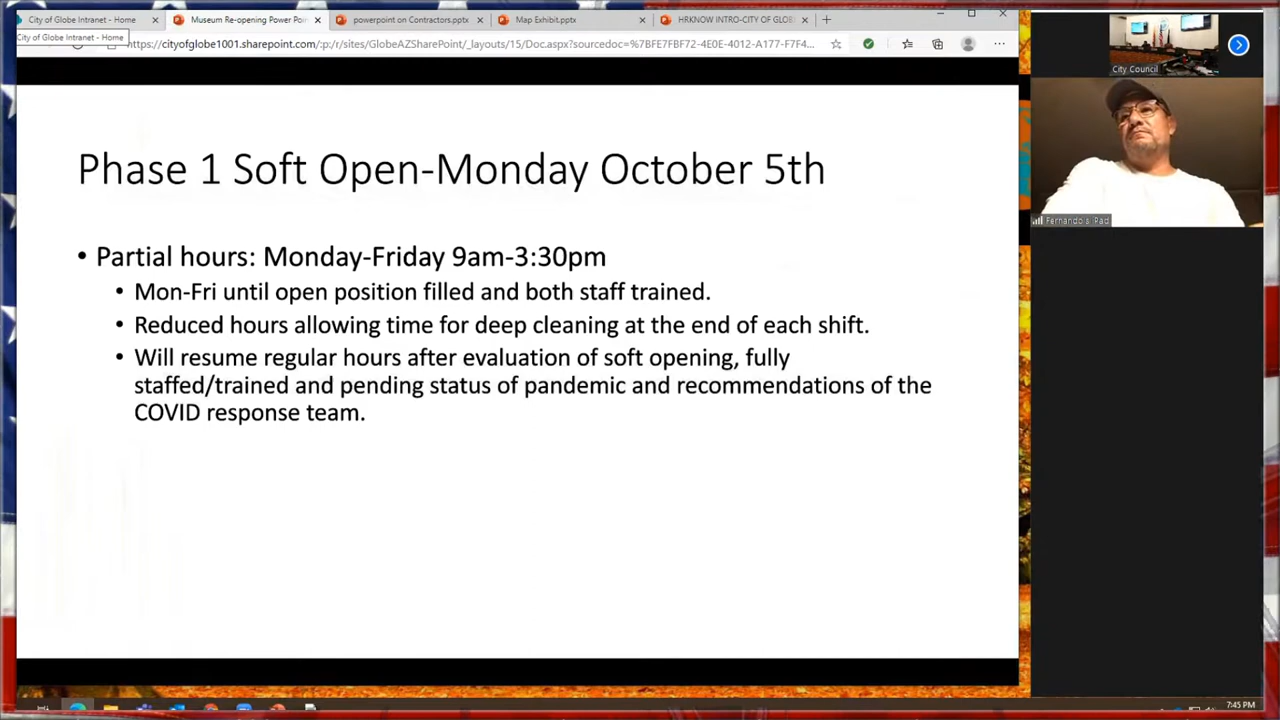 City of Globe Intranet - Home
Museum Re-opening Power Poi
powerpoint on Contractors.pptx
Map Exhibit.pptx
HRKNOW INTRO-CITY OF GLOB
City of Globe Intranet - Home
https://cityofglobe1001.sharepoint.com/:p:/r/sites/GlobeAZSharePoint/_layouts/15/Doc.aspx?sourcedoc=%7BFE7FBF72-4E0E-4012-A177-F7F4...
City Council
Fernando's Pad
Phase 1 Soft Open-Monday October 5th
• Partial hours: Monday-Friday 9am-3:30pm
• Mon-Fri until open position filled and both staff trained.
• Reduced hours allowing time for deep cleaning at the end of each shift.
• Will resume regular hours after evaluation of soft opening, fully
staffed/trained and pending status of pandemic and recommendations of the
COVID response team.
7:45 PM